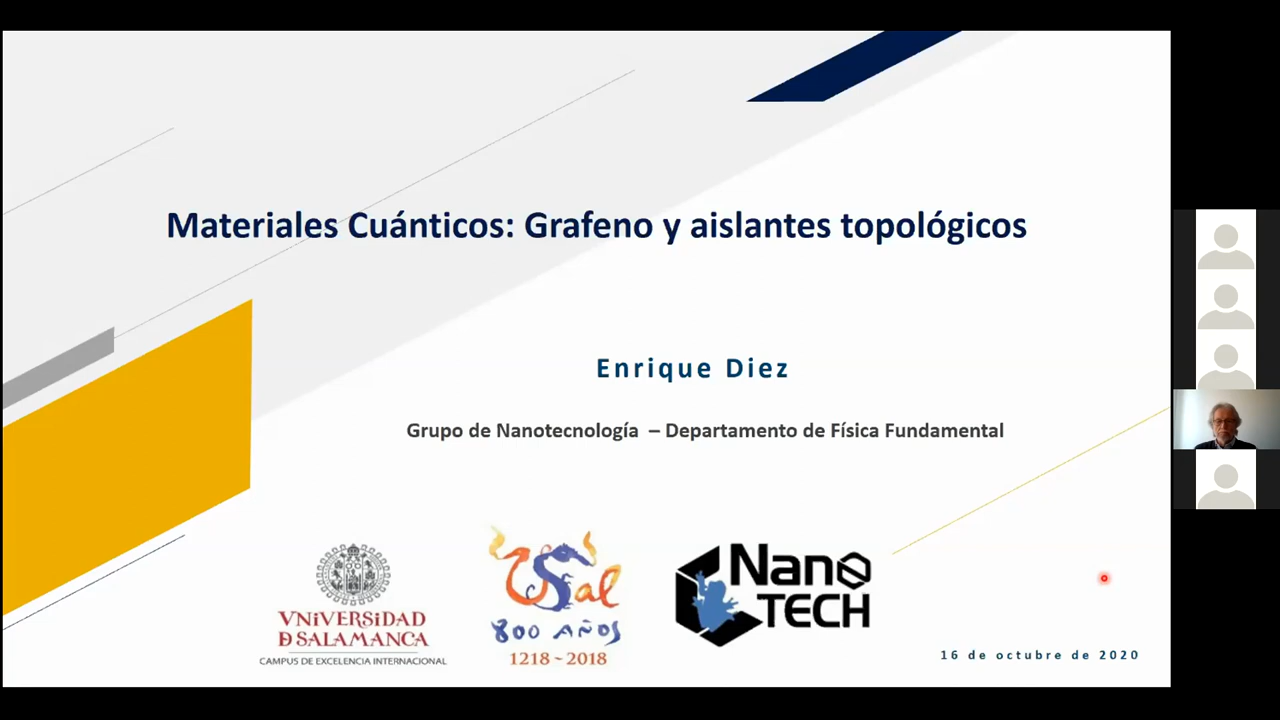 Materiales Cuánticos: Grafeno y aislantes topológicos
Enrique Diez
Grupo de Nanotecnología – Departamento de Física Fundamental
VNiVERSiDAD
D SALAMANCA
CAMPUS DE EXCELENCIA INTERNACIONAL
USal
800 AÑOS
1218 - 2018
Nano
TECH
16 de octubre de 2020